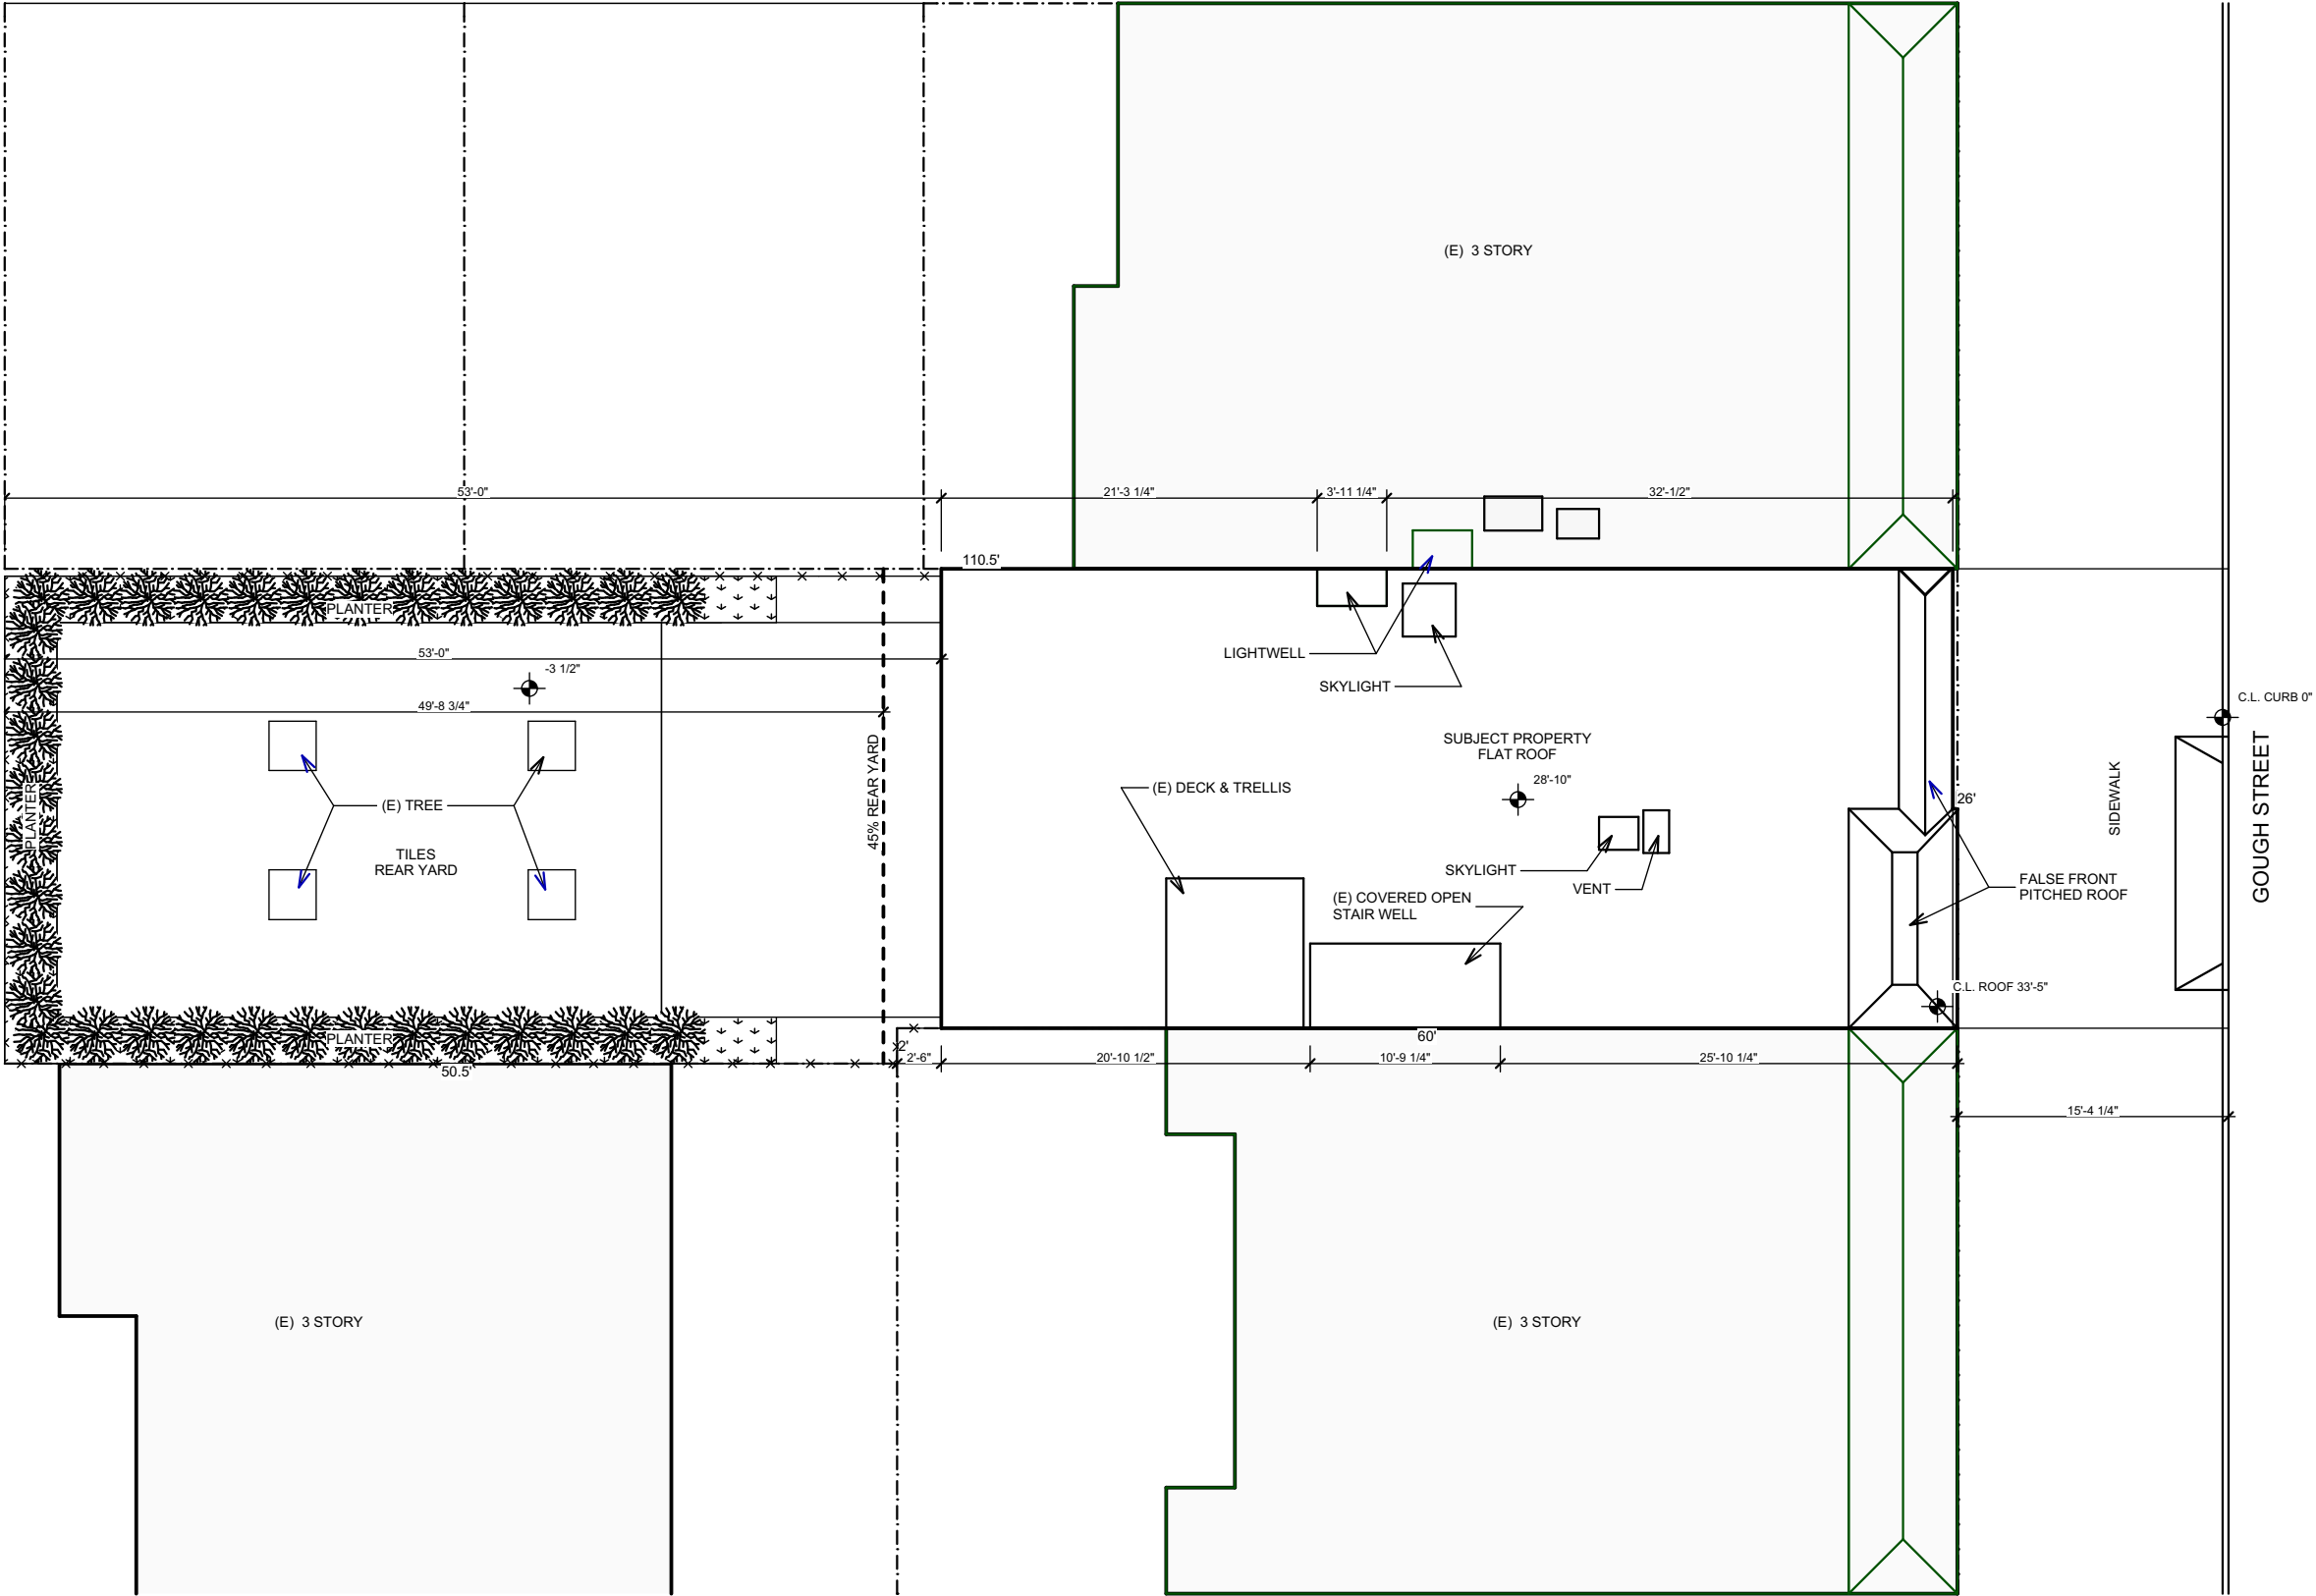 (E) 3 STORY
53'-0"
21'-3 1/4"
3'-11 1/4"
32'-1/2"
110.5'
PLANTER
LIGHTWELL
53'-0"
-3 1/2"
SKYLIGHT
C.L. CURB 0"
49'-8 3/4"
SUBJECT PROPERTY
FLAT ROOF
28'-10"
45% REAR YARD
SIDEWALK
GOUGH STREET
(E) DECK & TRELLIS
26'
PLANTER
(E) TREE
TILES
REAR YARD
SKYLIGHT
VENT
FALSE FRONT
PITCHED ROOF
(E) COVERED OPEN
STAIR WELL
C.L. ROOF 33'-5"
PLANTER
60'
2'
2'-6"
20'-10 1/2"
10'-9 1/4"
25'-10 1/4"
50.5'
15'-4 1/4"
(E) 3 STORY
(E) 3 STORY